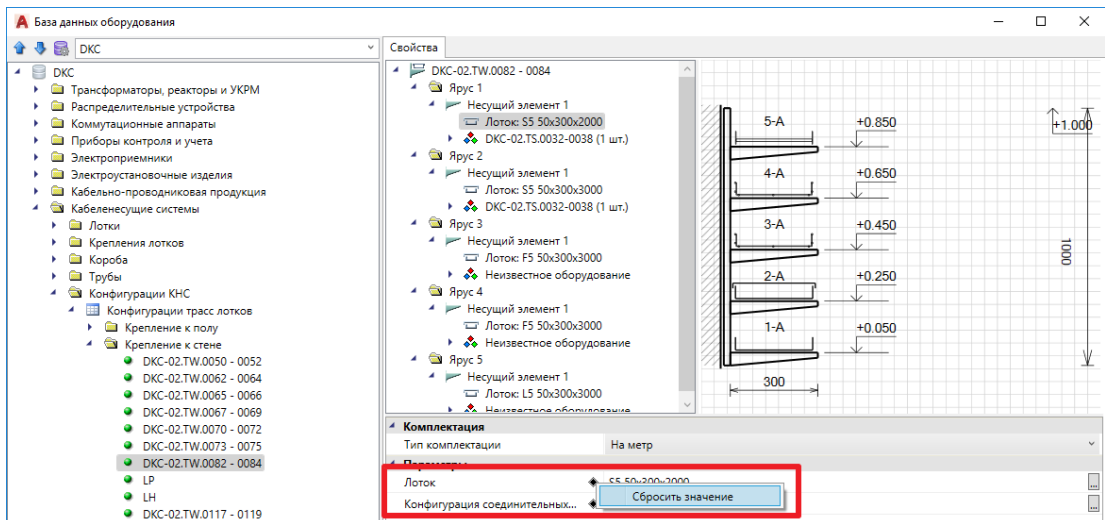 База данных оборудования
DKC
Свойства
DKC
Трансформаторы, реакторы и УКРМ
Распределительные устройства
Коммутационные аппараты
Приборы контроля и учета
Электроприемники
Электроустановочные изделия
Кабельно-проводниковая продукция
Кабеленесущие системы
Лотки
Крепления лотков
Короба
Трубы
Конфигурации КНС
Конфигурации трасс лотков
Крепление к полу
Крепление к стене
DKC-02.TW.0050 - 0052
DKC-02.TW.0062 - 0064
DKC-02.TW.0065 - 0066
DKC-02.TW.0067 - 0069
DKC-02.TW.0070 - 0072
DKC-02.TW.0073 - 0075
DKC-02.TW.0082 - 0084
LP
LH
DKC-02.TW.0117 - 0119
DKC-02.TW.0082 - 0084
Ярус 1
Несущий элемент 1
Лоток: S5 50x300x2000
DKC-02.TS.0032-0038 (1 шт.)
Ярус 2
Несущий элемент 1
Лоток: S5 50x300x3000
DKC-02.TS.0032-0038 (1 шт.)
Ярус 3
Несущий элемент 1
Лоток: F5 50x300x3000
Неизвестное оборудование
Ярус 4
Несущий элемент 1
Лоток: F5 50x300x3000
Неизвестное оборудование
Ярус 5
Несущий элемент 1
Лоток: L5 50x300x3000
Неизвестное оборудование
5-A +0.850
+1.000
4-A +0.650
3-A +0.450
2-A +0.250
1-A +0.050
1000
300
Комплектация
Тип комплектации На метр
Параметры
Лоток S5 50x300x2000 ...
Сбросить значение
Конфигурация соединительных... ...